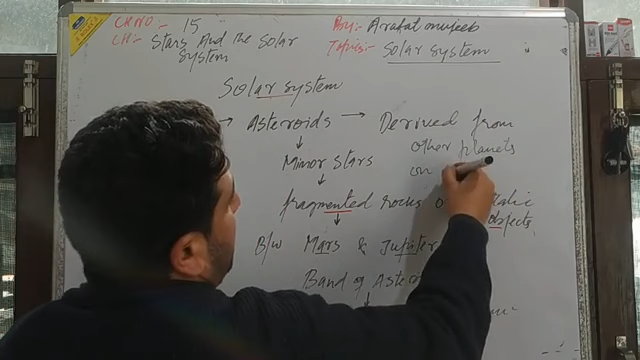 CH NO :- 15
CH:- Stars And the Solar System
By:- Arafat mujeeb
Topic:- Solar System
Solar system
→ Asteroids → Derived from
other planets
on
↓
Minor Stars
↓
fragmented rocks
objects
↓
B/w Mars & Jupiter
Band of
↓